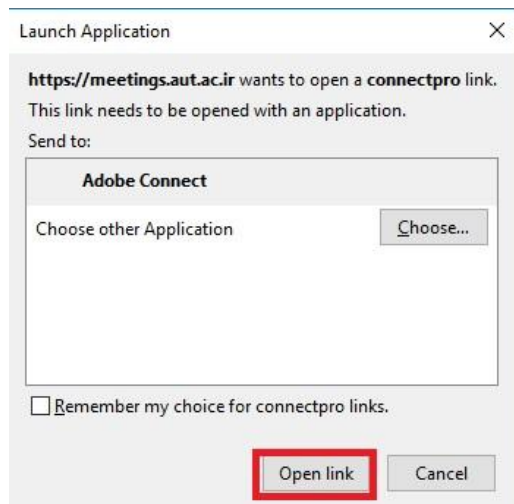 Launch Application
https://meetings.aut.ac.ir wants to open a connectpro link.
This link needs to be opened with an application.
Send to:
Adobe Connect
Choose other Application
Choose...
Remember my choice for connectpro links.
Open link
Cancel